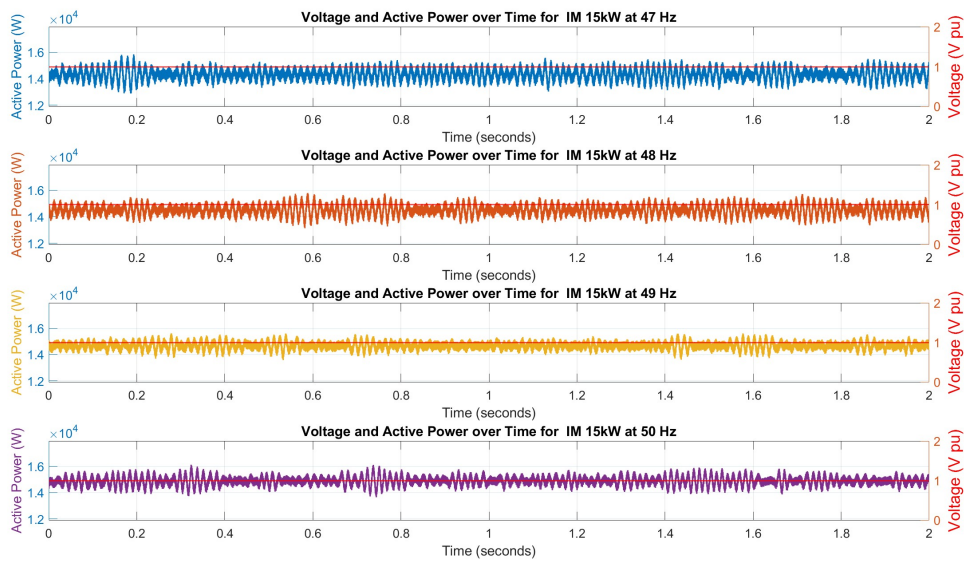 Voltage and Active Power over Time for  IM 15kW at 47 Hz
×10⁴
Active Power (W)
1.6
1.4
1.2
2
1
0
Voltage (V pu)
0 0.2 0.4 0.6 0.8 1 1.2 1.4 1.6 1.8 2
Time (seconds)
Voltage and Active Power over Time for  IM 15kW at 48 Hz
×10⁴
Active Power (W)
1.6
1.4
1.2
2
1
0
Voltage (V pu)
0 0.2 0.4 0.6 0.8 1 1.2 1.4 1.6 1.8 2
Time (seconds)
Voltage and Active Power over Time for  IM 15kW at 49 Hz
×10⁴
Active Power (W)
1.6
1.4
1.2
2
1
0
Voltage (V pu)
0 0.2 0.4 0.6 0.8 1 1.2 1.4 1.6 1.8 2
Time (seconds)
Voltage and Active Power over Time for  IM 15kW at 50 Hz
×10⁴
Active Power (W)
1.6
1.4
1.2
2
1
0
Voltage (V pu)
0 0.2 0.4 0.6 0.8 1 1.2 1.4 1.6 1.8 2
Time (seconds)